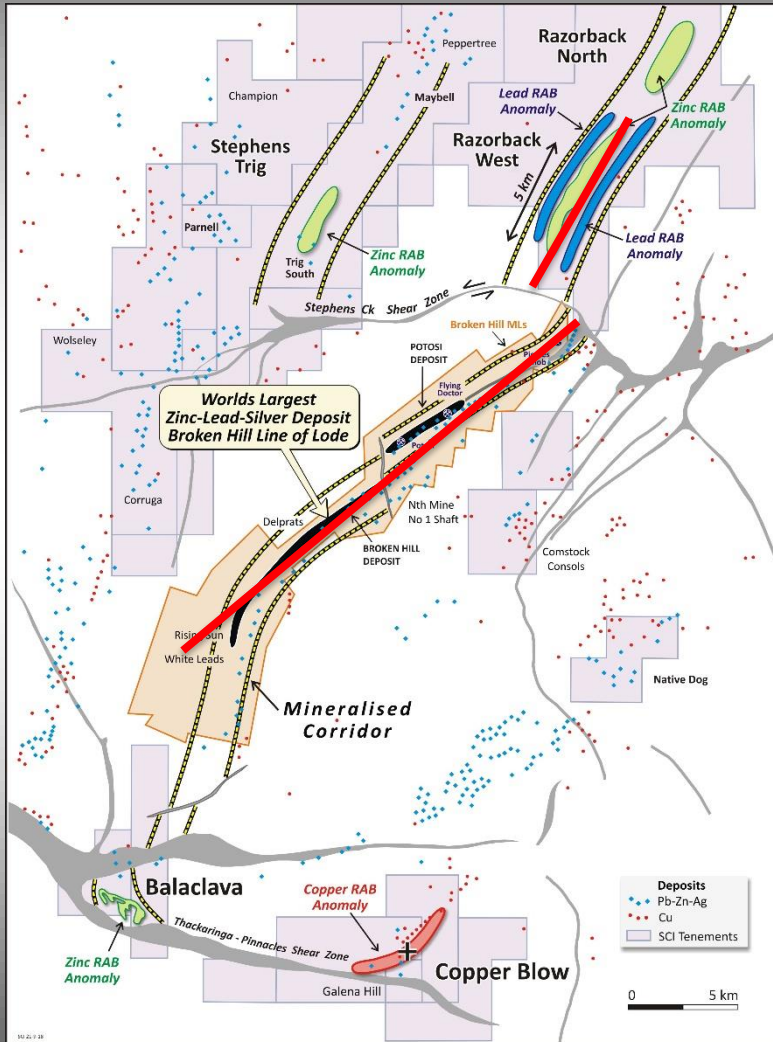 Peppertree
Razorback
North
Champion
Maybell
Lead RAB
Anomaly
Zinc RAB
Anomaly
Stephens
Trig
Razorback
West
5 km
Parnell
Zinc RAB
Anomaly
Lead RAB
Anomaly
Trig
South
Stephens Ck Shear Zone
Wolseley
Broken Hill MLs
POTOSI
DEPOSIT
Flying
Doctor
Worlds Largest
Zinc-Lead-Silver Deposit
Broken Hill Line of Lode
Corruga
Delprats
Nth Mine
No 1 Shaft
BROKEN HILL
DEPOSIT
Comstock
Consols
Rising Sun
White Leads
Native Dog
Mineralised
Corridor
Balaclava
Copper RAB
Anomaly
Deposits
Pb-Zn-Ag
Cu
SCI Tenements
Zinc RAB
Anomaly
Thackaringa - Pinnacles Shear Zone
Copper Blow
Galena Hill
0 5 km